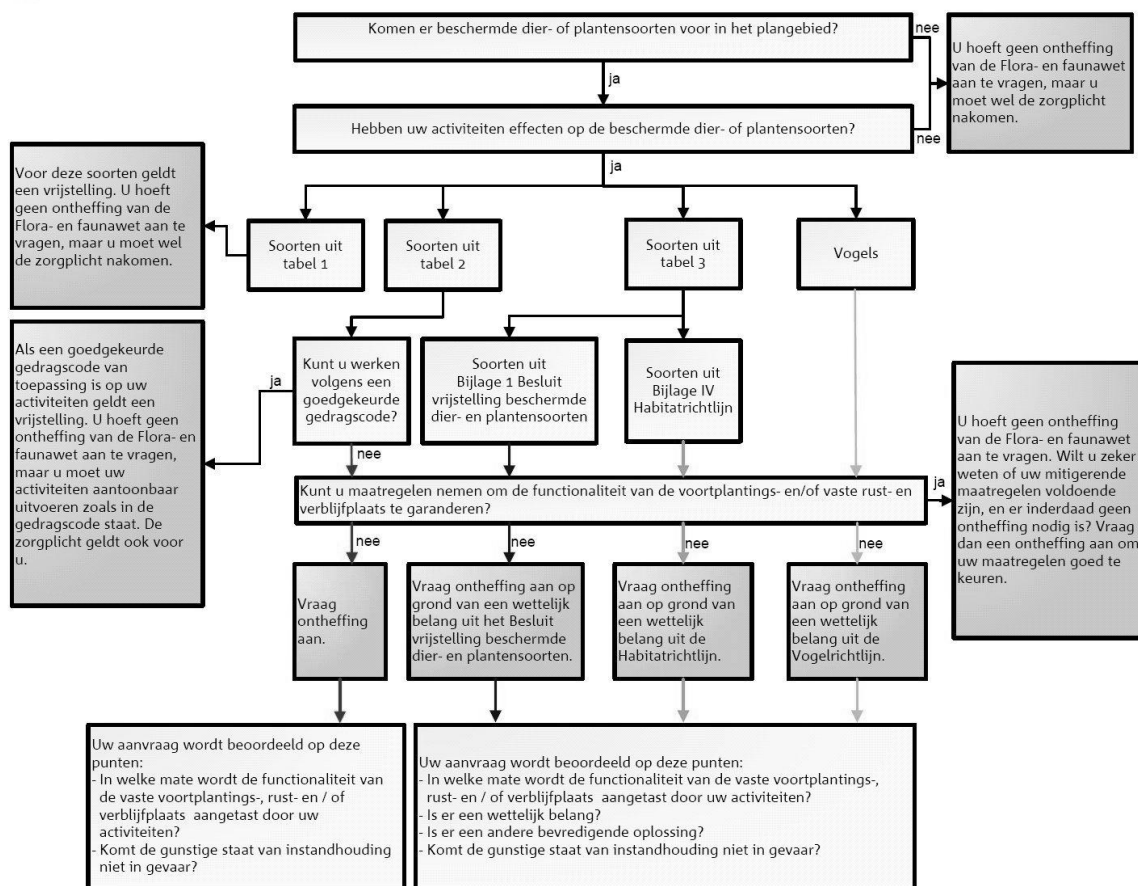 Komen er beschermde dier- of plantensoorten voor in het plangebied?
nee
U hoeft geen ontheffing
van de Flora- en faunawet
aan te vragen, maar u
moet wel de zorgplicht
nakomen.
ja
Hebben uw activiteiten effecten op de beschermde dier- of plantensoorten?
nee
ja
Voor deze soorten geldt
een vrijstelling. U hoeft
geen ontheffing van de
Flora- en faunawet aan te
vragen, maar u moet wel
de zorgplicht nakomen.
Soorten uit
tabel 1
Soorten uit
tabel 2
Soorten uit
tabel 3
Vogels
Als een goedgekeurde
gedragscode van
toepassing is op uw
activiteiten geldt een
vrijstelling. U hoeft geen
ontheffing van de Flora- en
faunawet aan te vragen,
maar u moet uw
activiteiten aantoonbaar
uitvoeren zoals in de
gedragscode staat. De
zorgplicht geldt ook voor
u.
ja
Kunt u werken
volgens een
goedgekeurde
gedragscode?
Soorten uit
Bijlage 1 Besluit
vrijstelling beschermde
dier- en plantensoorten
Soorten uit
Bijlage IV
Habitatrichtlijn
nee
Kunt u maatregelen nemen om de functionaliteit van de voortplantings- en/of vaste rust- en
verblijfplaats te garanderen?
ja
U hoeft geen ontheffing
van de Flora- en faunawet
aan te vragen. Wilt u zeker
weten of uw mitigerende
maatregelen voldoende
zijn, en er inderdaad geen
ontheffing nodig is? Vraag
dan een ontheffing aan om
uw maatregelen goed te
keuren.
nee
nee
nee
nee
Vraag
ontheffing
aan.
Vraag ontheffing aan op
grond van een wettelijk
belang uit het Besluit
vrijstelling beschermde
dier- en plantensoorten.
Vraag ontheffing
aan op grond van
een wettelijk
belang uit de
Habitatrichtlijn.
Vraag ontheffing
aan op grond van
een wettelijk
belang uit de
Vogelrichtlijn.
Uw aanvraag wordt beoordeeld op deze
punten:
- In welke mate wordt de functionaliteit van
de vaste voortplantings-, rust- en / of
verblijfplaats aangetast door uw
activiteiten?
- Komt de gunstige staat van instandhouding
niet in gevaar?
Uw aanvraag wordt beoordeeld op deze punten:
- In welke mate wordt de functionaliteit van de vaste voortplantings-,
rust- en / of verblijfplaats aangetast door uw activiteiten?
- Is er een wettelijk belang?
- Is er een andere bevredigende oplossing?
- Komt de gunstige staat van instandhouding niet in gevaar?